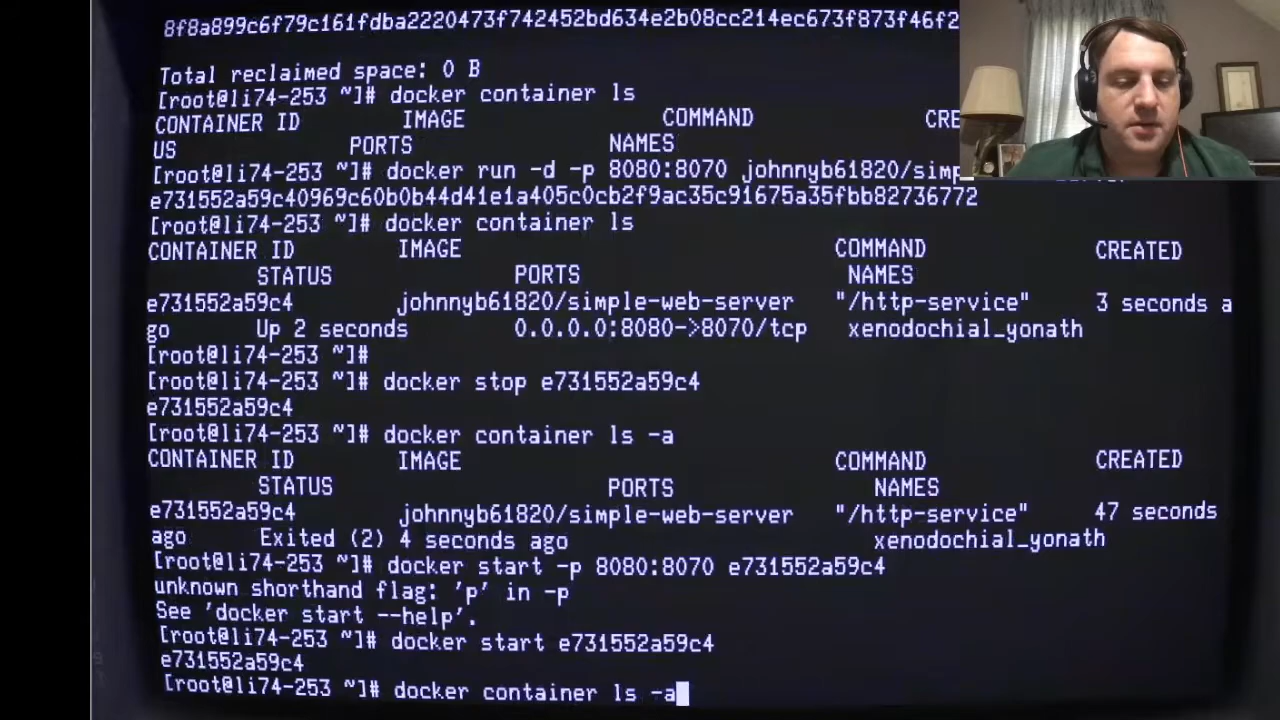 8f8a899c6f79c161fdba2220473f742452bd634e2b08cc214ec673f873f46f2
Total reclaimed space: 0 B
[root@li74-253 ~]# docker container ls
CONTAINER ID IMAGE COMMAND CRE
US PORTS NAMES
[root@li74-253 ~]# docker run -d -p 8080:8070 johnnyb61820/simp
e731552a59c40969c60b0b44d41e1a405c0cb2f9ac35c91675a35fbb82736772
[root@li74-253 ~]# docker container ls
CONTAINER ID IMAGE COMMAND CREATED
STATUS PORTS NAMES
e731552a59c4 johnnyb61820/simple-web-server "/http-service" 3 seconds a
go Up 2 seconds 0.0.0.0:8080->8070/tcp xenodochial_yonath
[root@li74-253 ~]#
[root@li74-253 ~]# docker stop e731552a59c4
e731552a59c4
[root@li74-253 ~]# docker container ls -a
CONTAINER ID IMAGE COMMAND CREATED
STATUS PORTS NAMES
e731552a59c4 johnnyb61820/simple-web-server "/http-service" 47 seconds
ago Exited (2) 4 seconds ago xenodochial_yonath
[root@li74-253 ~]# docker start -p 8080:8070 e731552a59c4
unknown shorthand flag: 'p' in -p
See 'docker start --help'.
[root@li74-253 ~]# docker start e731552a59c4
e731552a59c4
[root@li74-253 ~]# docker container ls -a